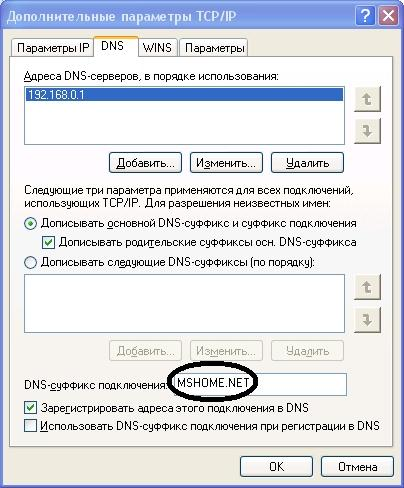 Дополнительные параметры TCP/IP
Параметры IP DNS WINS Параметры
Адреса DNS-серверов, в порядке использования:
192.168.0.1
Добавить... Изменить... Удалить
Следующие три параметра применяются для всех подключений,
использующих TCP/IP. Для разрешения неизвестных имен:
Дописывать основной DNS-суффикс и суффикс подключения
Дописывать родительские суффиксы осн. DNS-суффикса
Дописывать следующие DNS-суффиксы (по порядку):
Добавить... Изменить... Удалить
DNS-суффикс подключения: MSHOME.NET
Зарегистрировать адреса этого подключения в DNS
Использовать DNS-суффикс подключения при регистрации в DNS
ОК Отмена